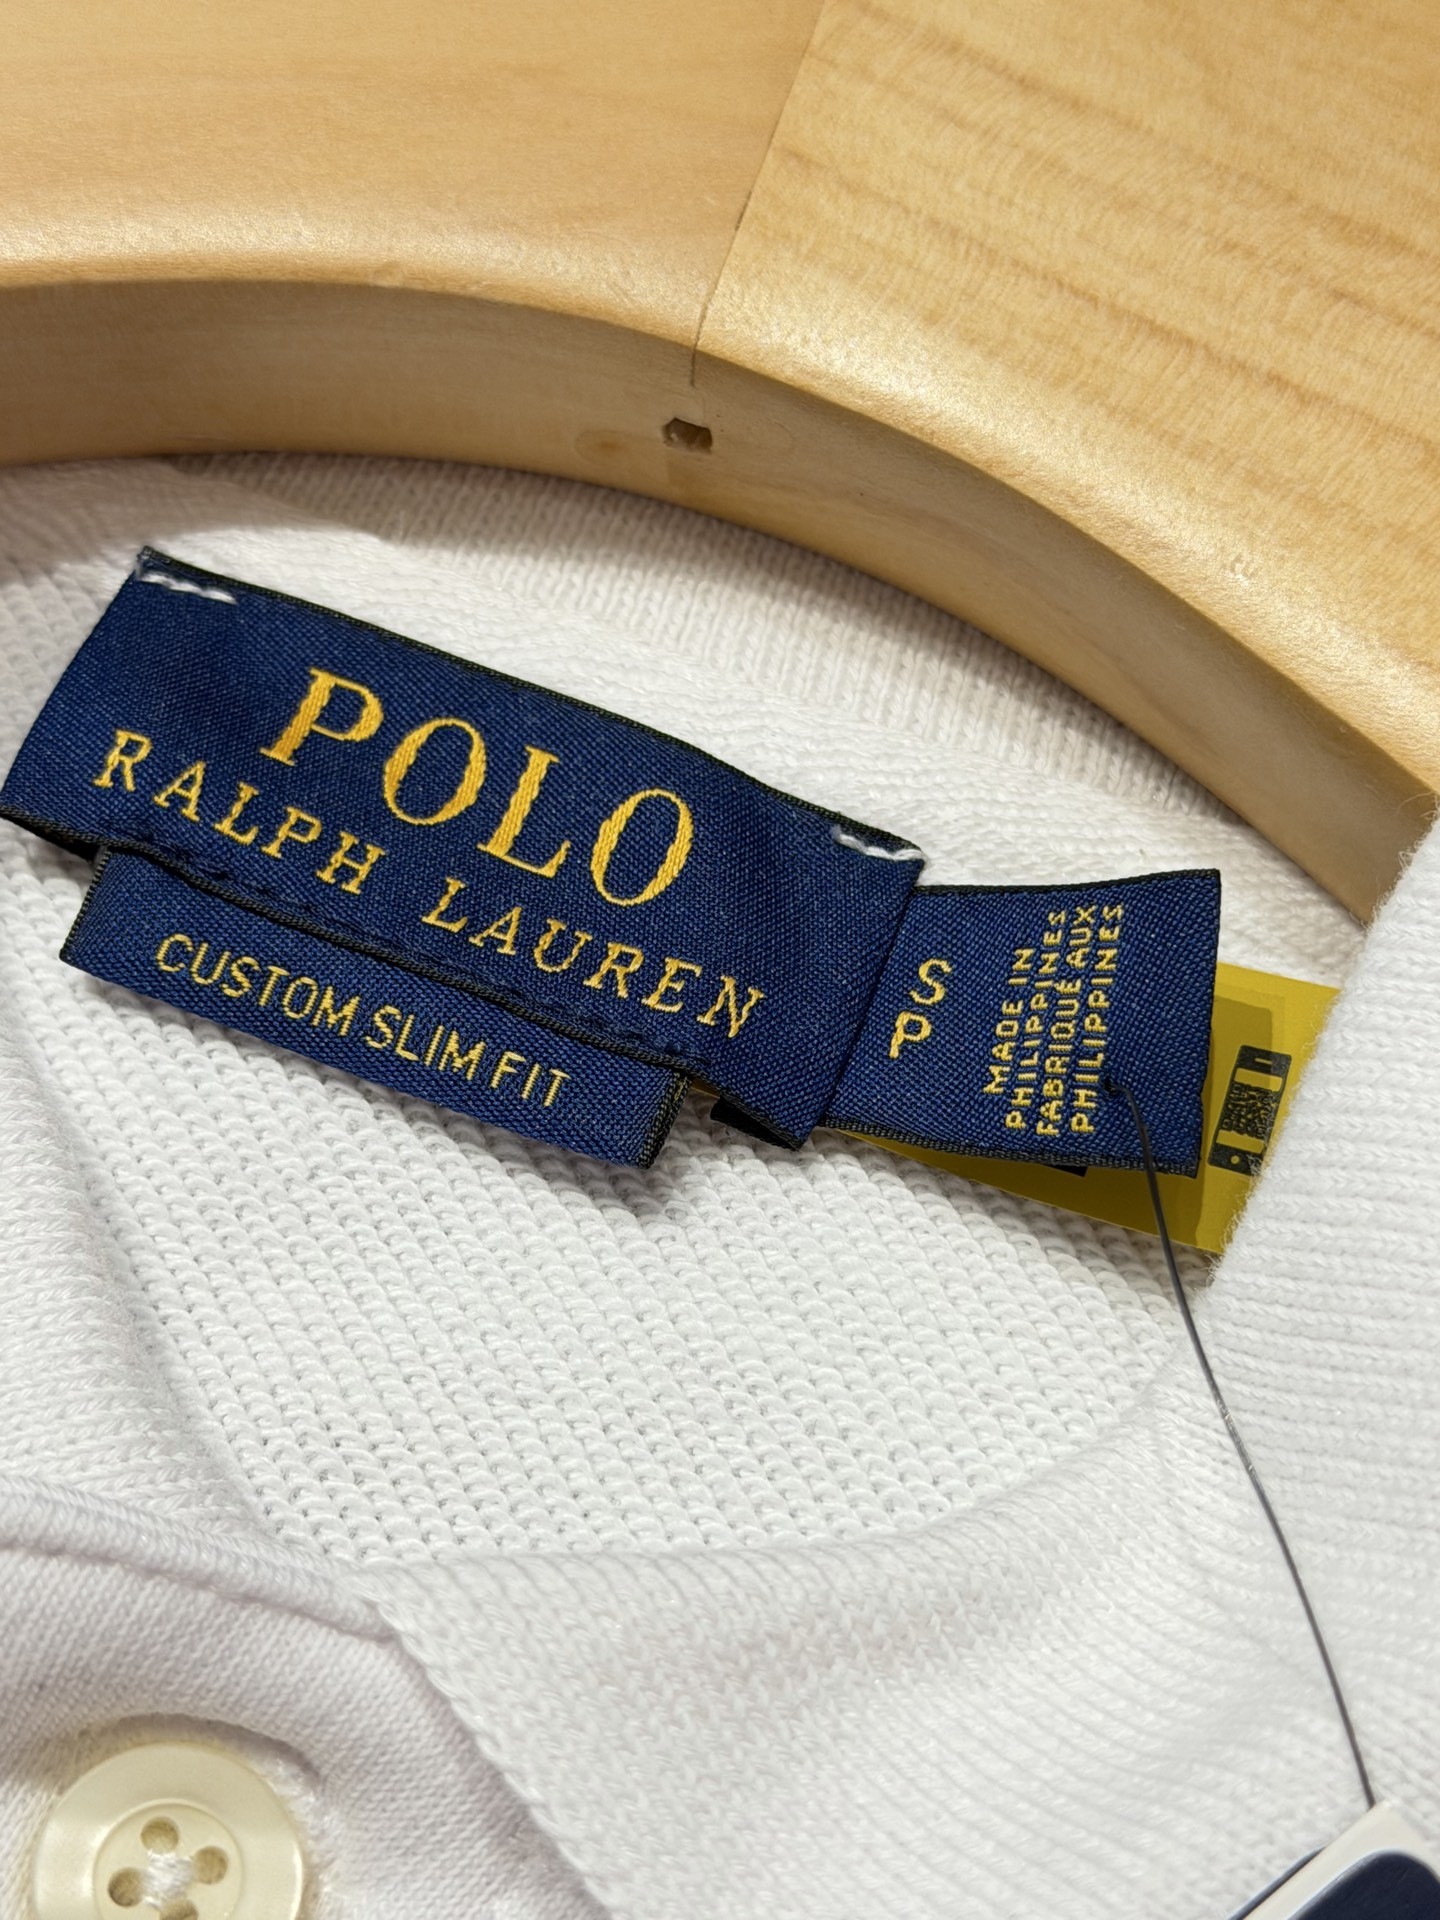 POLO
RALPH LAUREN
CUSTOM SLIM FIT
S
P
MADE IN
PHILIPPINES
FABRIQUÉ AUX
PHILIPPINES